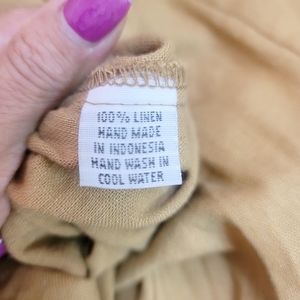 100% LINEN
HAND MADE
IN INDONESIA
HAND WASH IN
COOL WATER